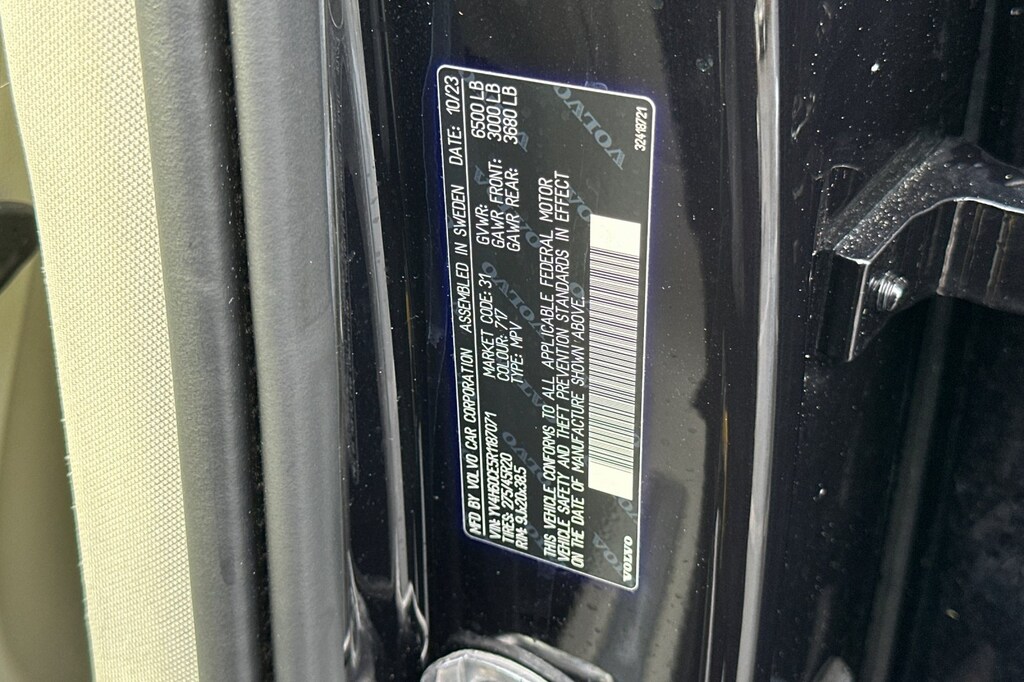 MFD BY VOLVO CAR CORPORATION ASSEMBLED IN SWEDEN DATE: 10/23
VIN: YV4H60CE5R1187071 MARKET CODE: 31 GVWR: 6500 LB
TIRES: 275/45R20 COLOUR: 717 GAWR FRONT: 3000 LB
RIM: 9Jx20x38.5 TYPE: MPV GAWR REAR: 3680 LB
THIS VEHICLE CONFORMS TO ALL APPLICABLE FEDERAL MOTOR
VEHICLE SAFETY AND THEFT PREVENTION STANDARDS IN EFFECT
ON THE DATE OF MANUFACTURE SHOWN ABOVE.
VOLVO 32419721